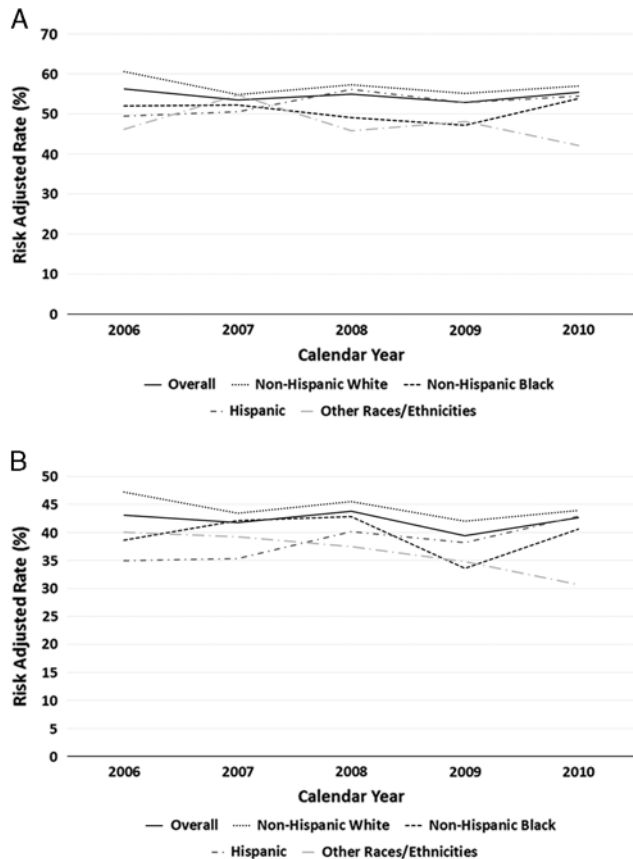 A
70
60
50
40
30
20
10
0
Risk Adjusted Rate (%)
2006 2007 2008 2009 2010
Calendar Year
Overall Non-Hispanic White Non-Hispanic Black
Hispanic Other Races/Ethnicities
B
50
45
40
35
30
25
20
15
10
5
0
Risk Adjusted Rate (%)
2006 2007 2008 2009 2010
Calendar Year
Overall Non-Hispanic White Non-Hispanic Black
Hispanic Other Races/Ethnicities